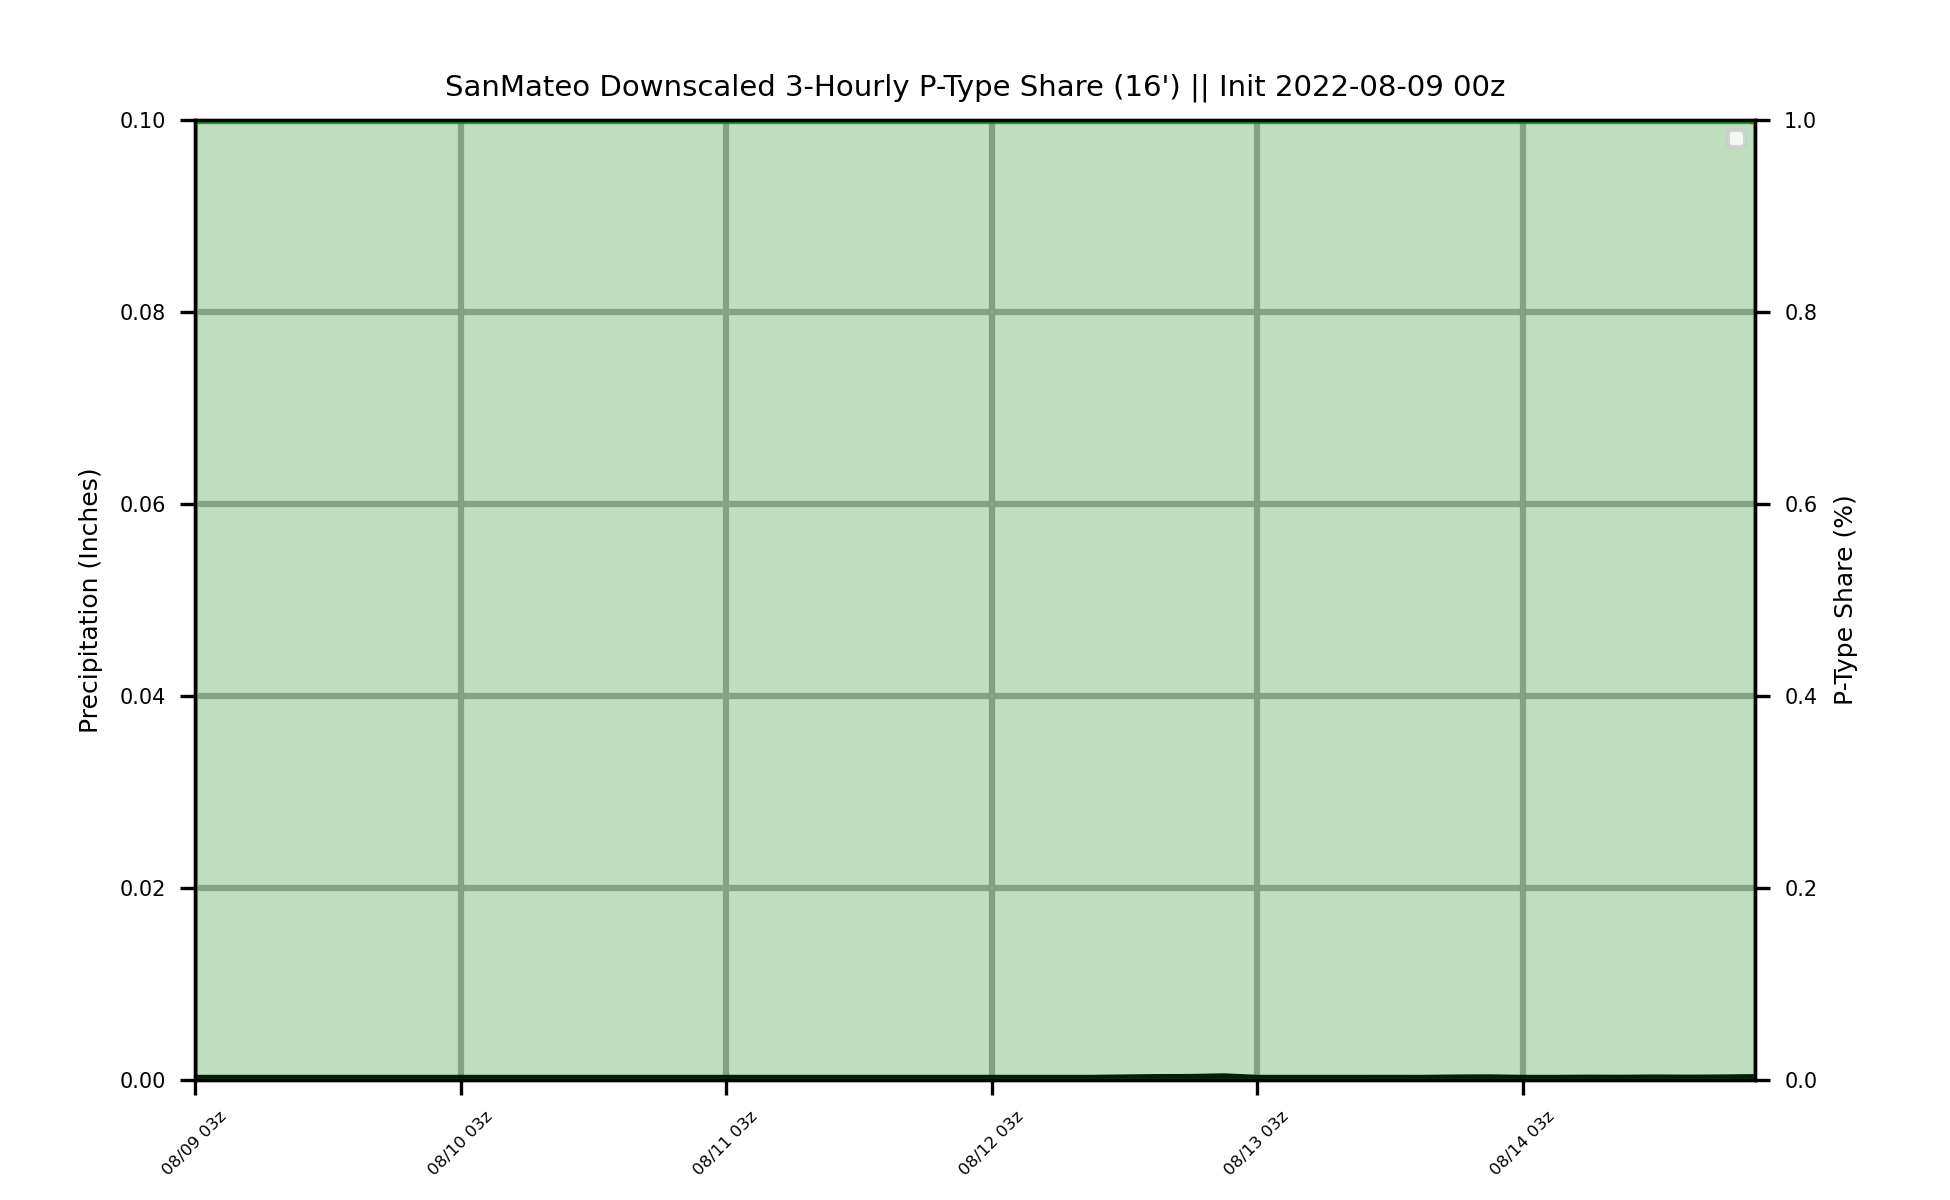 SanMateo Downscaled 3-Hourly P-Type Share (16') || Init 2022-08-09 00z
0.10
0.08
0.06
0.04
0.02
0.00
Precipitation (Inches)
1.0
0.8
0.6
0.4
0.2
0.0
P-Type Share (%)
08/09 03z
08/10 03z
08/11 03z
08/12 03z
08/13 03z
08/14 03z